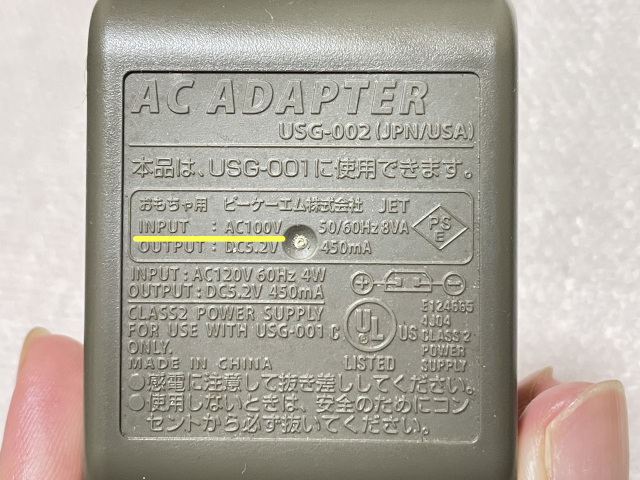 AC ADAPTER
USG-002 (JPN/USA)
本品は、USG-001に使用できます。
おもちゃ用 ピーケーエム株式会社 JET
INPUT : AC100V 50/60Hz 8VA
OUTPUT : DC5.2V 450mA
PS
E
INPUT : AC120V 60Hz 4W
OUTPUT : DC5.2V 450mA
CLASS2 POWER SUPPLY
FOR USE WITH USG-001
ONLY.
MADE IN CHINA
C UL US
LISTED
E124665
4J04
CLASS 2
POWER
SUPPLY
●感電に注意して抜き差ししてください。
●使用しないときは、安全のためにコン
セントから必ず抜いてください。